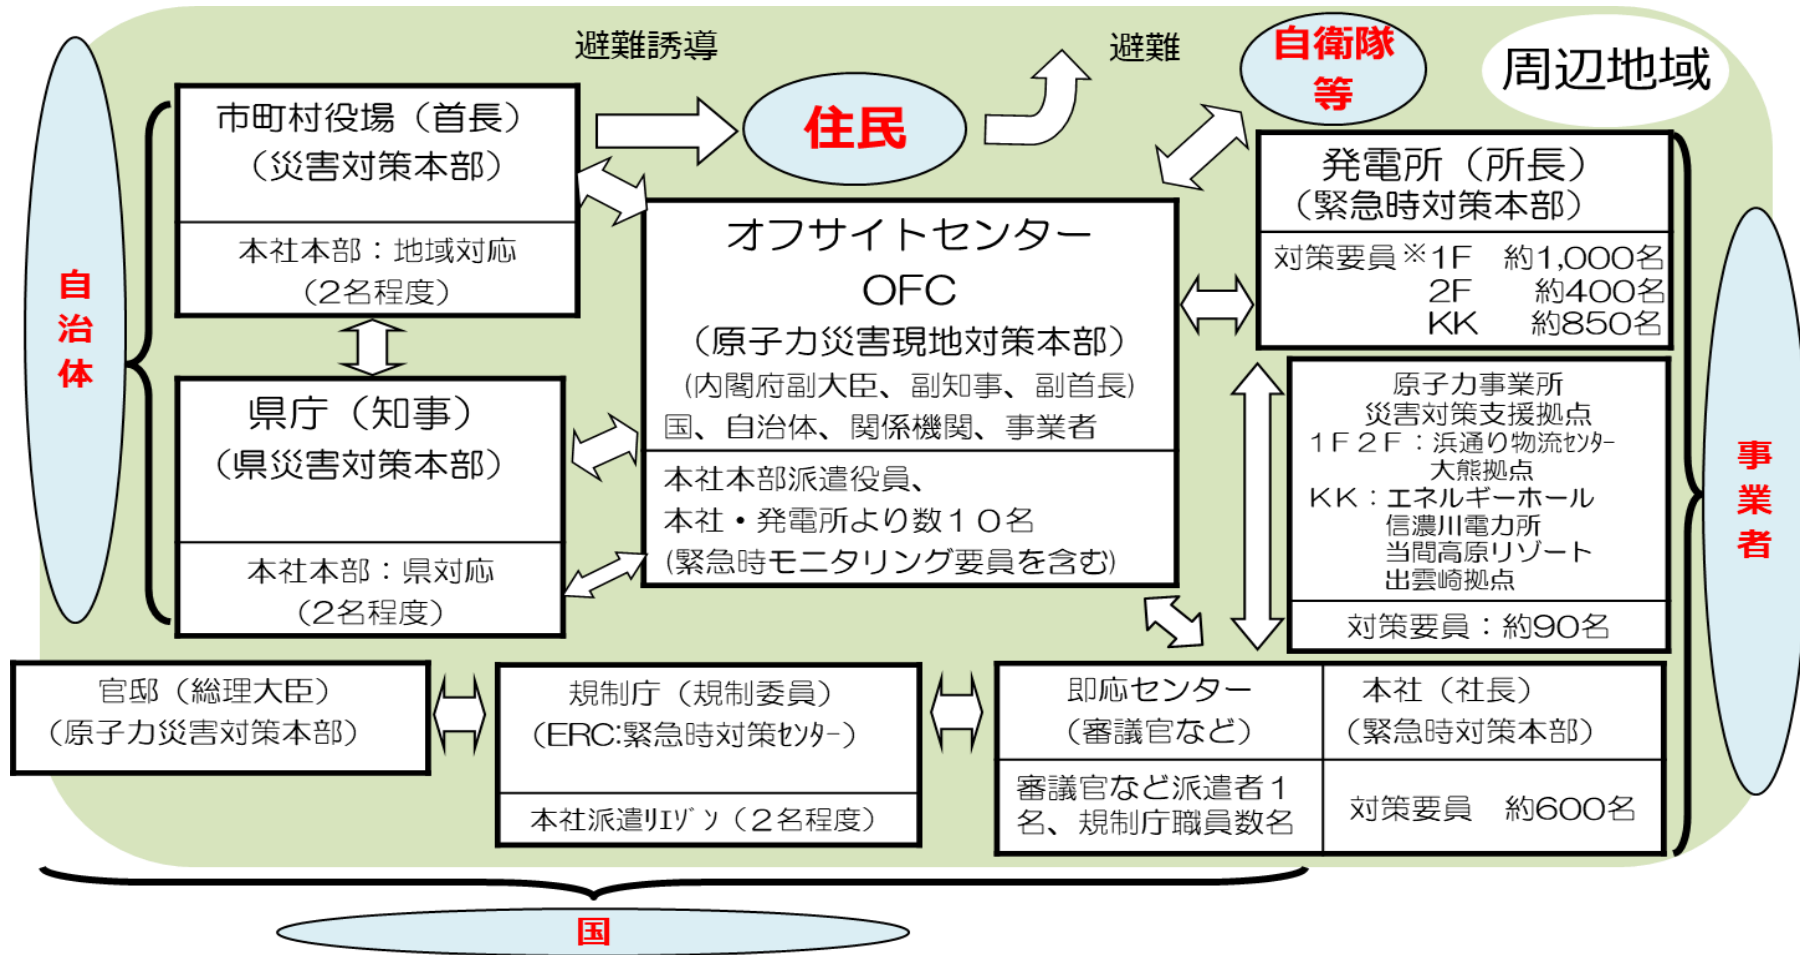 避難誘導
避難
自衛隊
等
周辺地域
住民
自
治
体
市町村役場（首長）
（災害対策本部）
本社本部：地域対応
（2名程度）
県庁（知事）
（県災害対策本部）
本社本部：県対応
（2名程度）
オフサイトセンター
OFC
（原子力災害現地対策本部）
(内閣府副大臣、副知事、副首長)
国、自治体、関係機関、事業者
本社本部派遣役員、
本社・発電所より数１０名
(緊急時モニタリング要員を含む)
発電所（所長）
（緊急時対策本部）
対策要員※1F 約1,000名
2F 約400名
KK 約850名
原子力事業所
災害対策支援拠点
１F２F：浜通り物流ｾﾝﾀｰ
大熊拠点
KK：エネルギーホール
信濃川電力所
当間高原リゾート
出雲崎拠点
対策要員：約90名
事
業
者
官邸（総理大臣）
（原子力災害対策本部）
規制庁（規制委員）
（ERC:緊急時対策ｾﾝﾀｰ）
本社派遣ﾘｴｿﾞﾝ（２名程度）
即応センター
（審議官など）
審議官など派遣者１
名、規制庁職員数名
本社（社長）
（緊急時対策本部）
対策要員 約600名
国